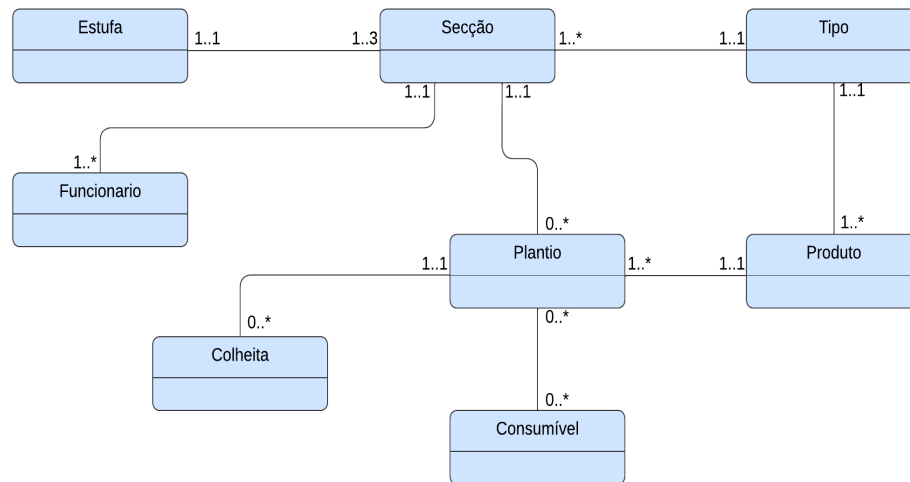 Estufa
Secção
Tipo
1..1
1..3
1..*
1..1
1..1
1..1
1..1
1..*
Funcionario
0..*
1..*
Plantio
Produto
1..1
1..*
1..1
0..*
0..*
Colheita
0..*
Consumível